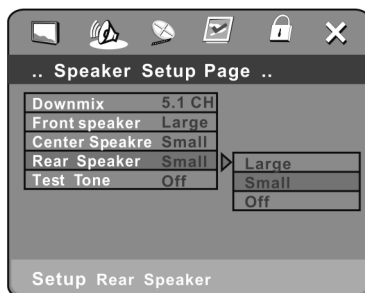 .. Speaker Setup Page ..
Downmix 5.1 CH
Front speaker Large
Center Speakre Small
Rear Speaker Small
Test Tone Off
Large
Small
Off
Setup Rear Speaker